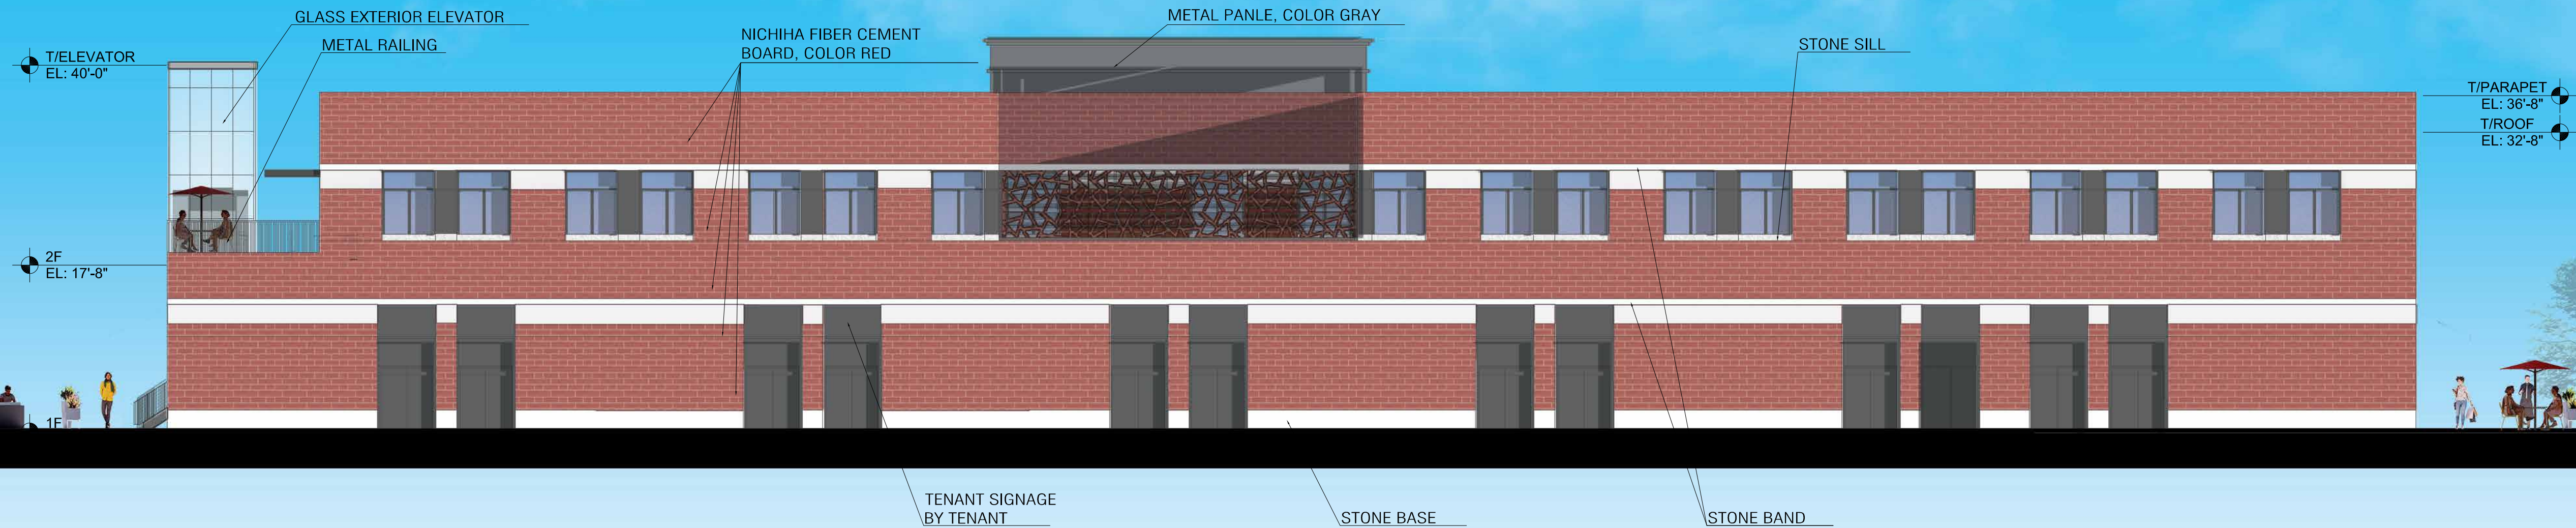 GLASS EXTERIOR ELEVATOR
METAL RAILING
T/ELEVATOR
EL: 40'-0"
NICHIHA FIBER CEMENT
BOARD, COLOR RED
METAL PANLE, COLOR GRAY
STONE SILL
T/PARAPET
EL: 36'-8"
T/ROOF
EL: 32'-8"
2F
EL: 17'-8"
1F
TENANT SIGNAGE
BY TENANT
STONE BASE
STONE BAND